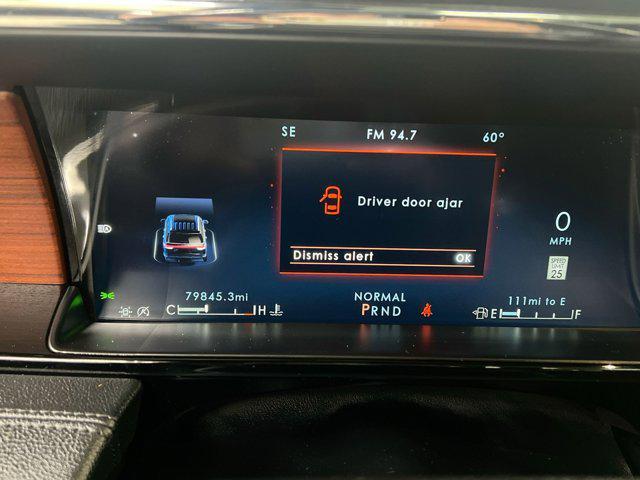 SE FM 94.7 60°
Driver door ajar
Dismiss alert OK
0
MPH
SPEED
LIMIT
25
79845.3mi NORMAL 111mi to E
C H PRND E F